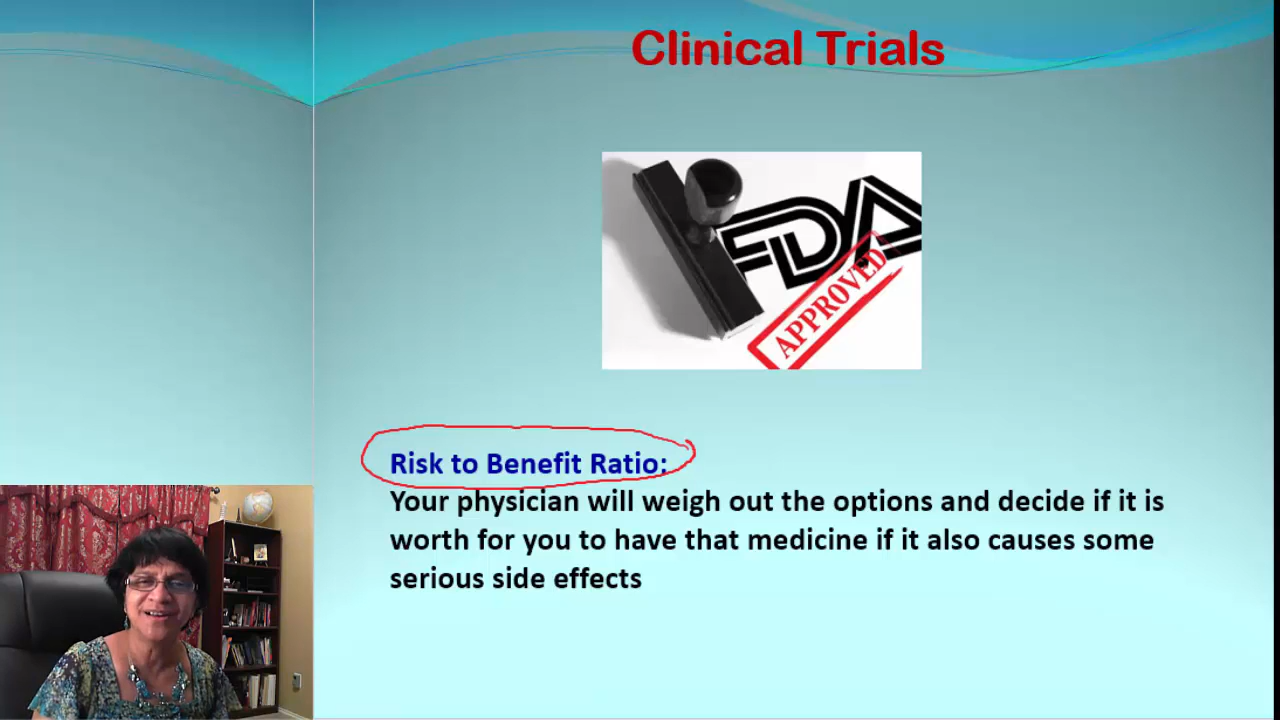 Clinical Trials
FDA
APPROVED
Risk to Benefit Ratio:
Your physician will weigh out the options and decide if it is
worth for you to have that medicine if it also causes some
serious side effects